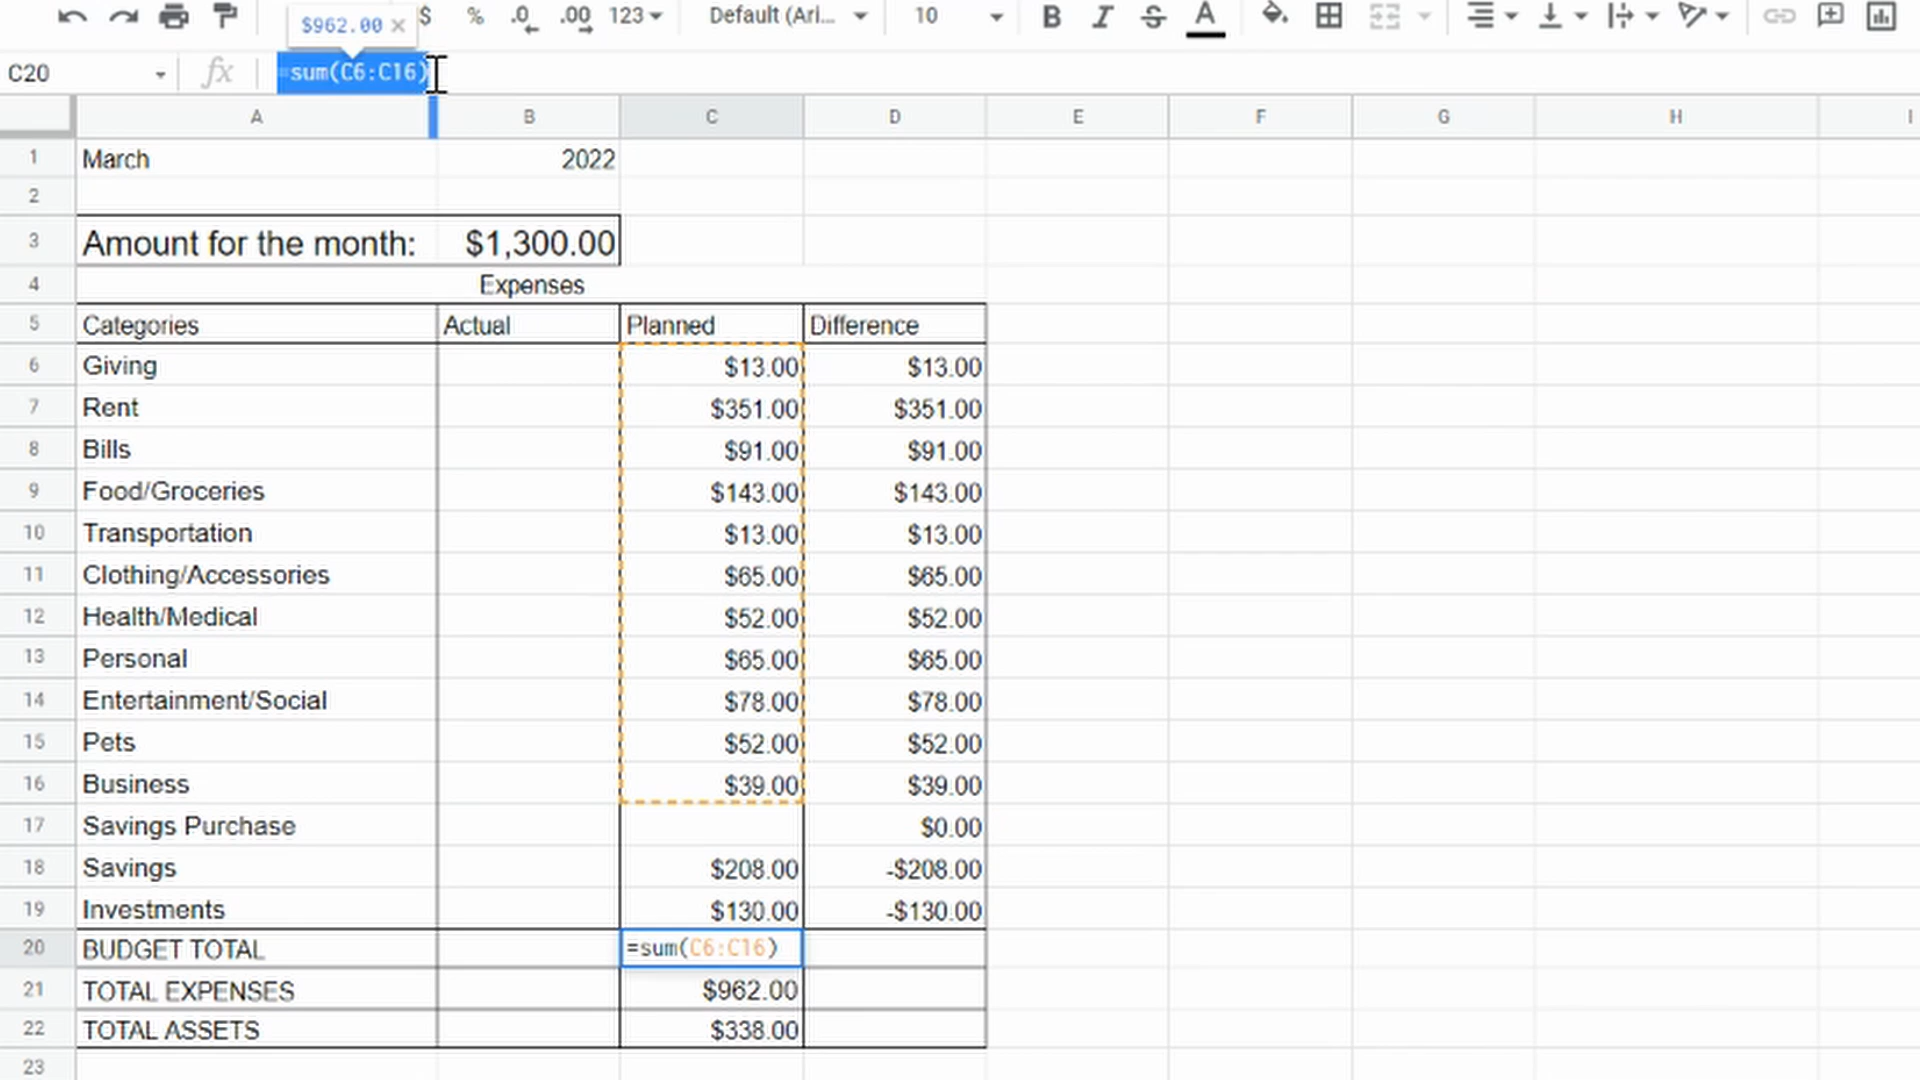 $962.00 ×
$ % .0 .00 123 Default (Ari... 10 B I S A
C20 fx =sum(C6:C16)
A B C D E F G H I
1 March 2022
2
3 Amount for the month: $1,300.00
4 Expenses
5 Categories Actual Planned Difference
6 Giving $13.00 $13.00
7 Rent $351.00 $351.00
8 Bills $91.00 $91.00
9 Food/Groceries $143.00 $143.00
10 Transportation $13.00 $13.00
11 Clothing/Accessories $65.00 $65.00
12 Health/Medical $52.00 $52.00
13 Personal $65.00 $65.00
14 Entertainment/Social $78.00 $78.00
15 Pets $52.00 $52.00
16 Business $39.00 $39.00
17 Savings Purchase $0.00
18 Savings $208.00 -$208.00
19 Investments $130.00 -$130.00
20 BUDGET TOTAL =sum(C6:C16)
21 TOTAL EXPENSES $962.00
22 TOTAL ASSETS $338.00
23